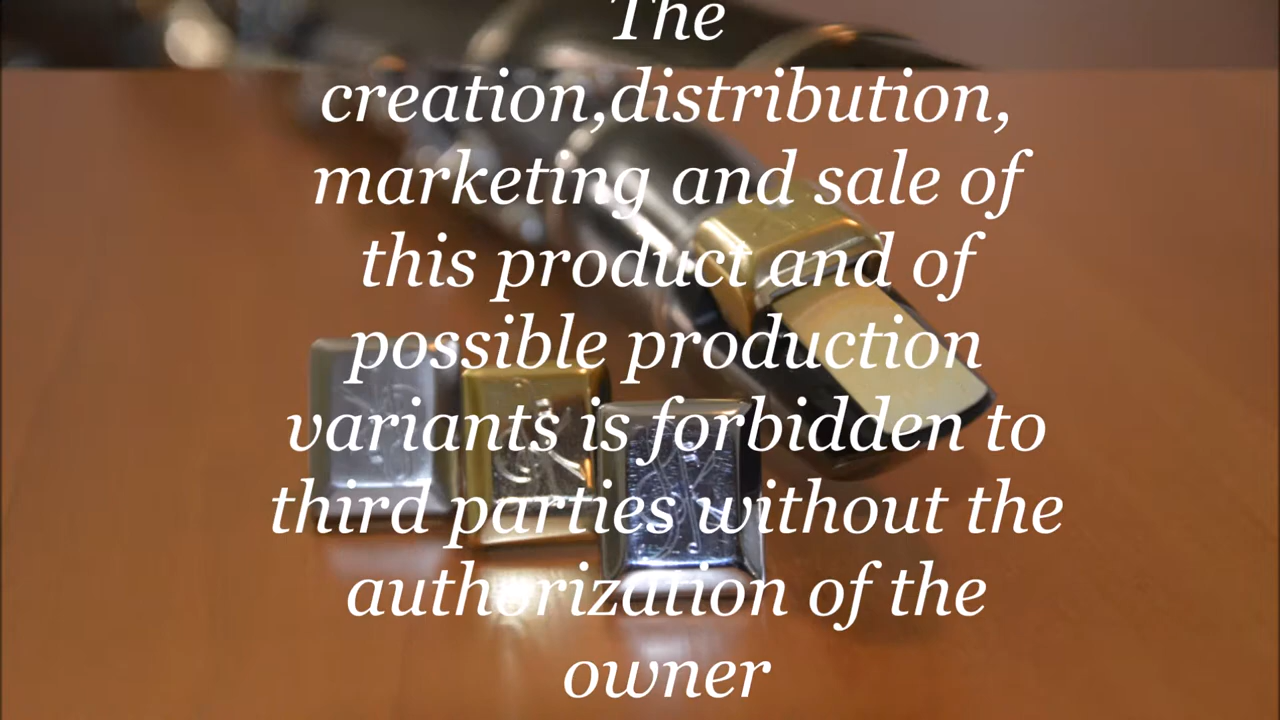 The
creation,distribution,
marketing and sale of
this product and of
possible production
variants is forbidden to
third parties without the
authorization of the
owner